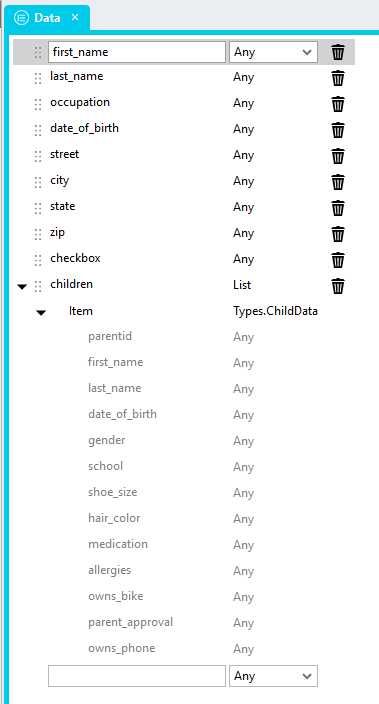 Data ×
first_name Any
last_name Any
occupation Any
date_of_birth Any
street Any
city Any
state Any
zip Any
checkbox Any
children List
Item Types.ChildData
parentid Any
first_name Any
last_name Any
date_of_birth Any
gender Any
school Any
shoe_size Any
hair_color Any
medication Any
allergies Any
owns_bike Any
parent_approval Any
owns_phone Any
Any